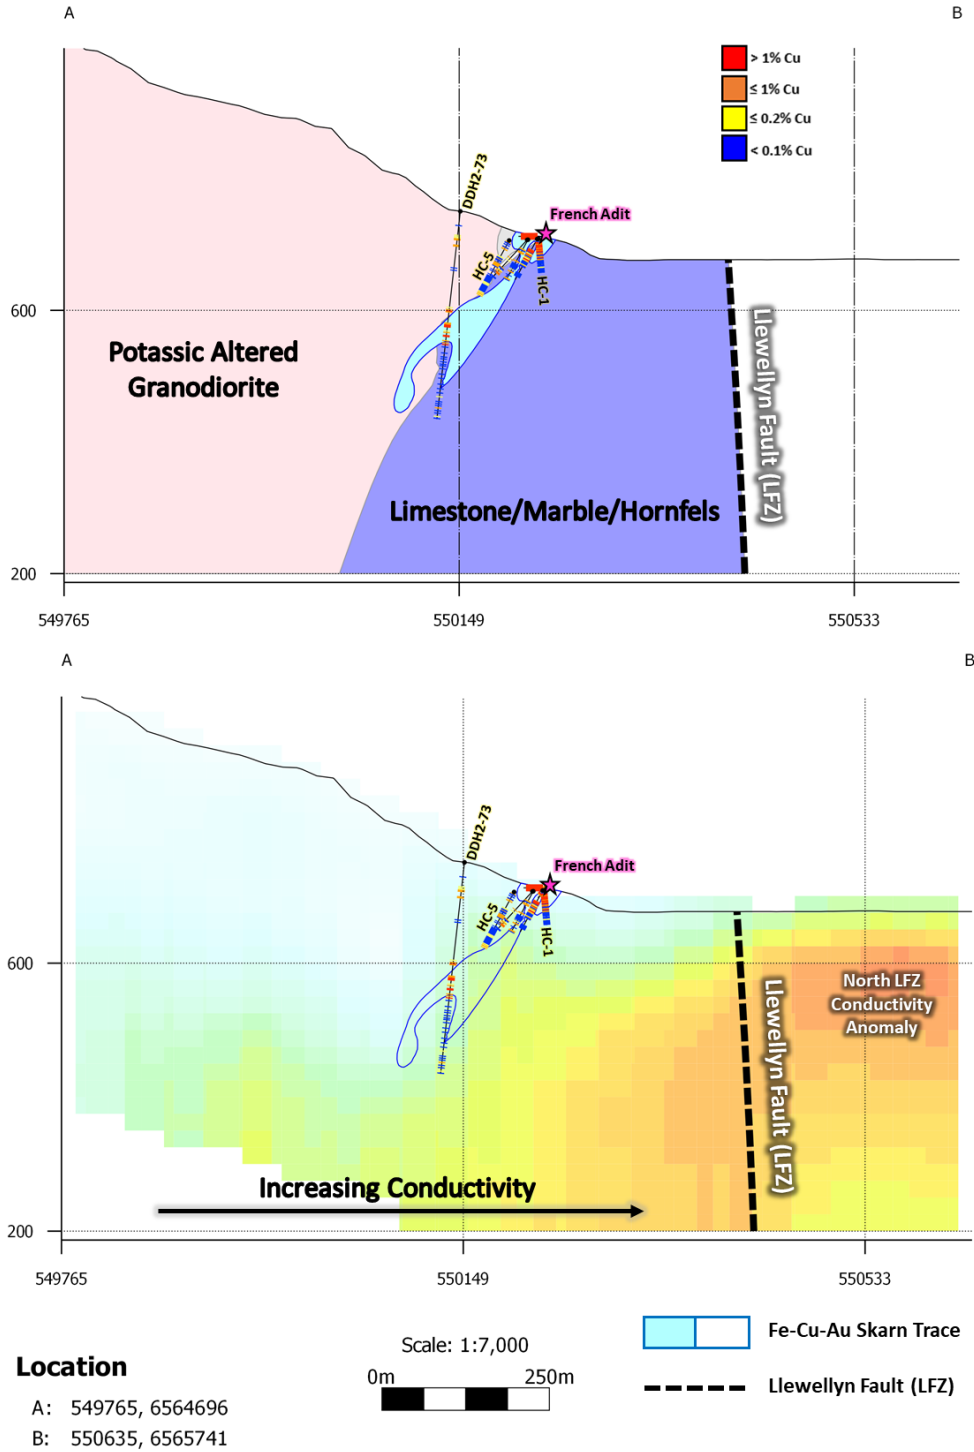 A
B
> 1% Cu
≤ 1% Cu
≤ 0.2% Cu
< 0.1% Cu
DDH2-73
French Adit
HC-5
HC-1
600
Potassic Altered
Granodiorite
Llewellyn Fault (LFZ)
Limestone/Marble/Hornfels
200
549765
550149
550533
A
B
DDH2-73
French Adit
HC-5
HC-1
600
North LFZ
Conductivity
Anomaly
Llewellyn Fault (LFZ)
Increasing Conductivity
200
549765
550149
550533
Fe-Cu-Au Skarn Trace
Scale: 1:7,000
Location
0m
250m
Llewellyn Fault (LFZ)
A: 549765, 6564696
B: 550635, 6565741